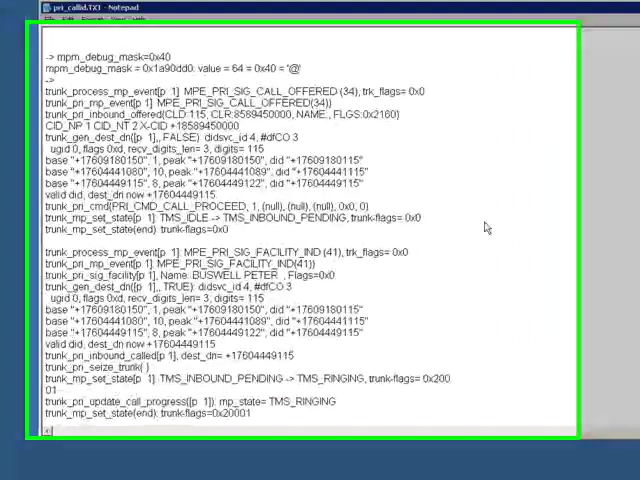 pri_callid.TXT - Notepad
-> mpm_debug_mask=0x40
mpm_debug_mask = 0x1a90dd0: value = 64 = 0x40 = '@'
->
trunk_process_mp_event[p 1]: MPE_PRI_SIG_CALL_OFFERED (34), trk_flags= 0x0
trunk_pri_mp_event[p 1]: MPE_PRI_SIG_CALL_OFFERED(34))
trunk_pri_inbound_offered(CLD:115, CLR:8589450000, NAME:, FLGS:0x2160)
CID_NP 1 CID_NT 2 X-CID +18589450000
trunk_gen_dest_dn([p 1],, FALSE): didsvc_id 4, #dfCO 3
ugid 0, flags 0xd, recv_digits_len= 3, digits= 115
base "+17609180150", 1, peak "+17609180150", did "+17609180115"
base "+17604441080", 10, peak "+17604441089", did "+17604441115"
base "+17604449115", 8, peak "+17604449122", did "+17604449115"
valid did, dest_dn now +17604449115
trunk_pri_cmd(PRI_CMD_CALL_PROCEED, 1, (null), (null), (null), 0x0, 0)
trunk_mp_set_state[p 1]: TMS_IDLE -> TMS_INBOUND_PENDING, trunk-flags= 0x0
trunk_mp_set_state(end): trunk-flags=0x0
trunk_process_mp_event[p 1]: MPE_PRI_SIG_FACILITY_IND (41), trk_flags= 0x0
trunk_pri_mp_event[p 1]: MPE_PRI_SIG_FACILITY_IND(41))
trunk_pri_sig_facility[p 1], Name: BUSWELL PETER , Flags=0x0
trunk_gen_dest_dn([p 1],, TRUE): didsvc_id 4, #dfCO 3
ugid 0, flags 0xd, recv_digits_len= 3, digits= 115
base "+17609180150", 1, peak "+17609180150", did "+17609180115"
base "+17604441080", 10, peak "+17604441089", did "+17604441115"
base "+17604449115", 8, peak "+17604449122", did "+17604449115"
valid did, dest_dn now +17604449115
trunk_pri_inbound_called[p 1], dest_dn= +17604449115
trunk_pri_seize_trunk( )
trunk_mp_set_state[p 1]: TMS_INBOUND_PENDING -> TMS_RINGING, trunk-flags= 0x200
01
trunk_pri_update_call_progress([p 1]): mp_state= TMS_RINGING
trunk_mp_set_state(end): trunk-flags=0x20001